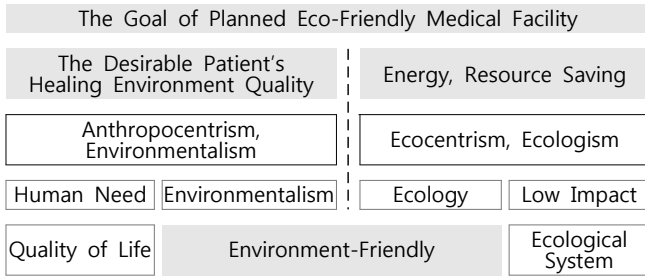 The Goal of Planned Eco-Friendly Medical Facility
The Desirable Patient's
Healing Environment Quality
Energy, Resource Saving
Anthropocentrism,
Environmentalism
Ecocentrism, Ecologism
Human Need
Environmentalism
Ecology
Low Impact
Quality of Life
Environment-Friendly
Ecological
System